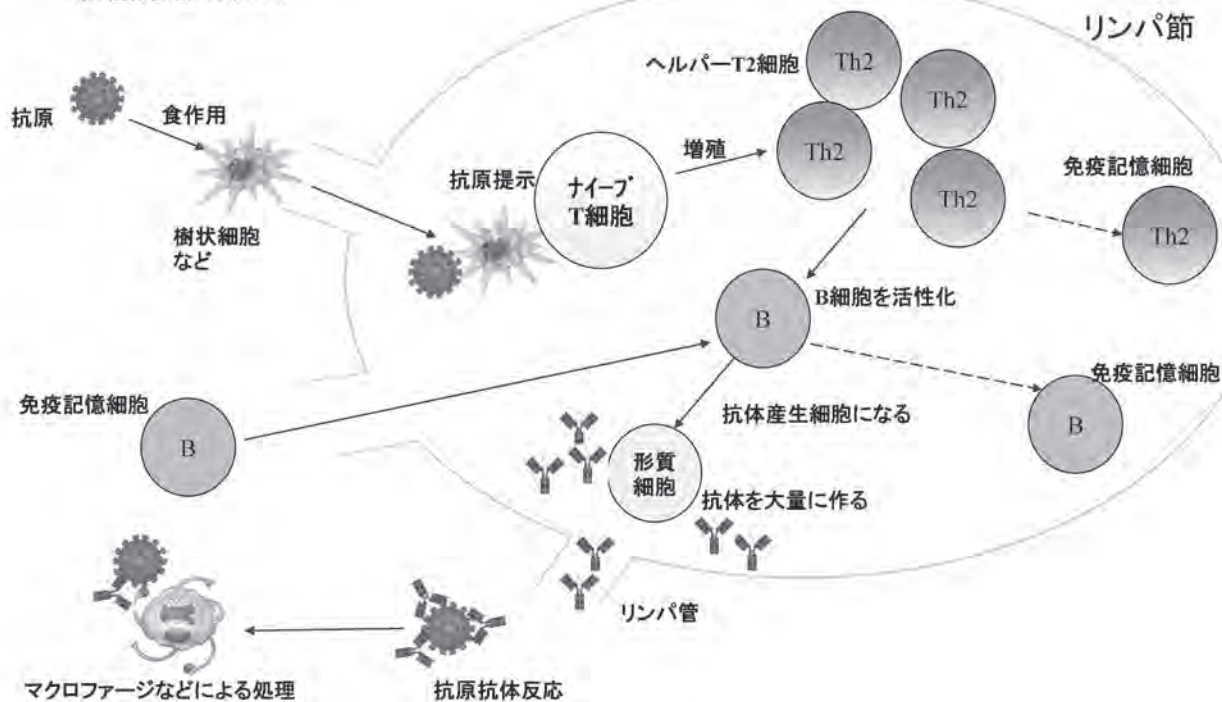 リンパ節
ヘルパーT2細胞
Th2
Th2
Th2
Th2
抗原
食作用
樹状細胞
など
抗原提示
ナイーブ
T細胞
増殖
免疫記憶細胞
Th2
B細胞を活性化
B
免疫記憶細胞
B
免疫記憶細胞
B
抗体産生細胞になる
形質
細胞
抗体を大量に作る
リンパ管
抗原抗体反応
マクロファージなどによる処理